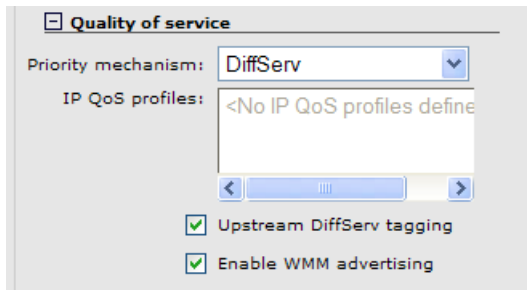 Quality of service
Priority mechanism: DiffServ
IP QoS profiles: <No IP QoS profiles define
Upstream DiffServ tagging
Enable WMM advertising